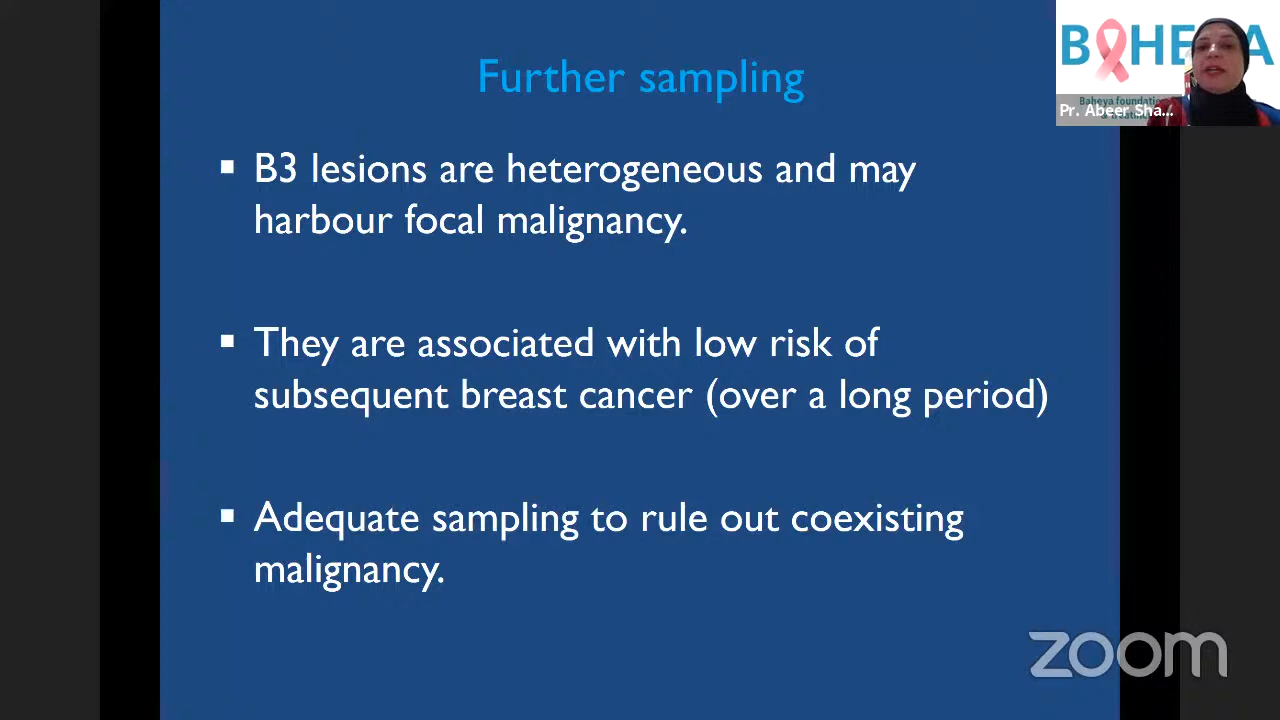 Further sampling
▪ B3 lesions are heterogeneous and may
harbour focal malignancy.
▪ They are associated with low risk of
subsequent breast cancer (over a long period)
▪ Adequate sampling to rule out coexisting
malignancy.
Baheya foundatio
Pr. Abeer Sha...
zoom